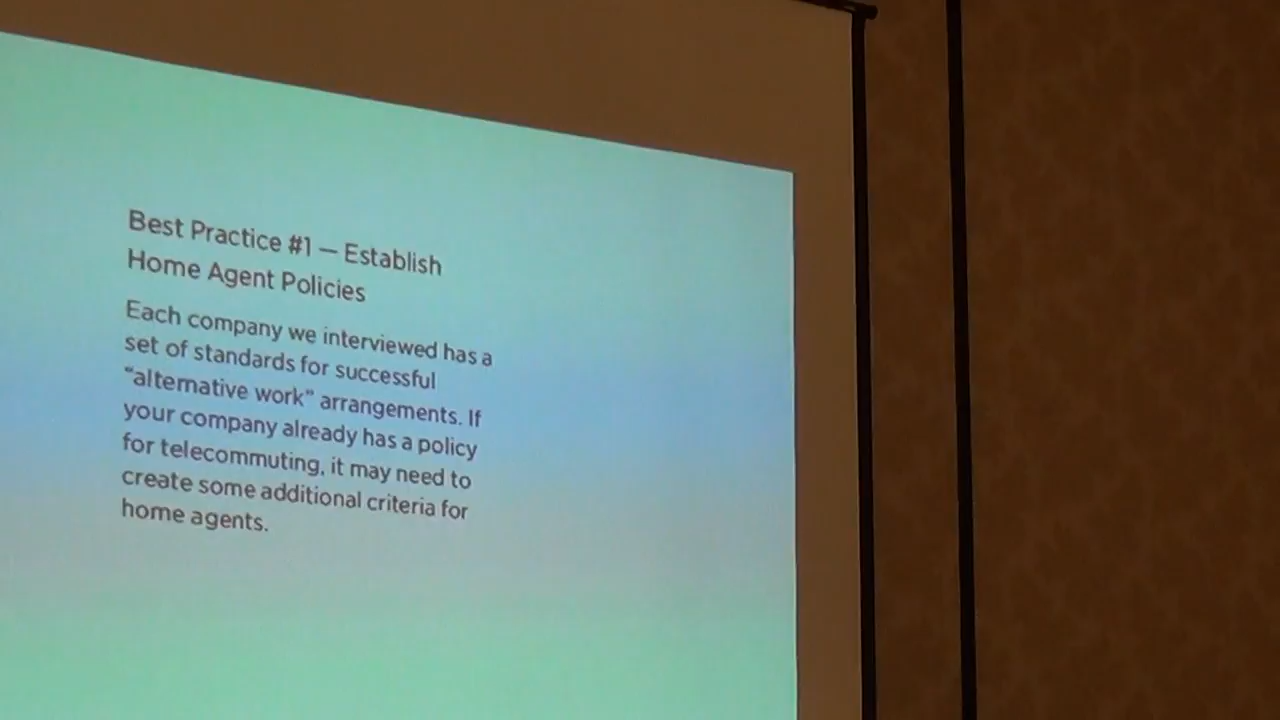 Best Practice #1 — Establish
Home Agent Policies
Each company we interviewed has a
set of standards for successful
“alternative work” arrangements. If
your company already has a policy
for telecommuting, it may need to
create some additional criteria for
home agents.